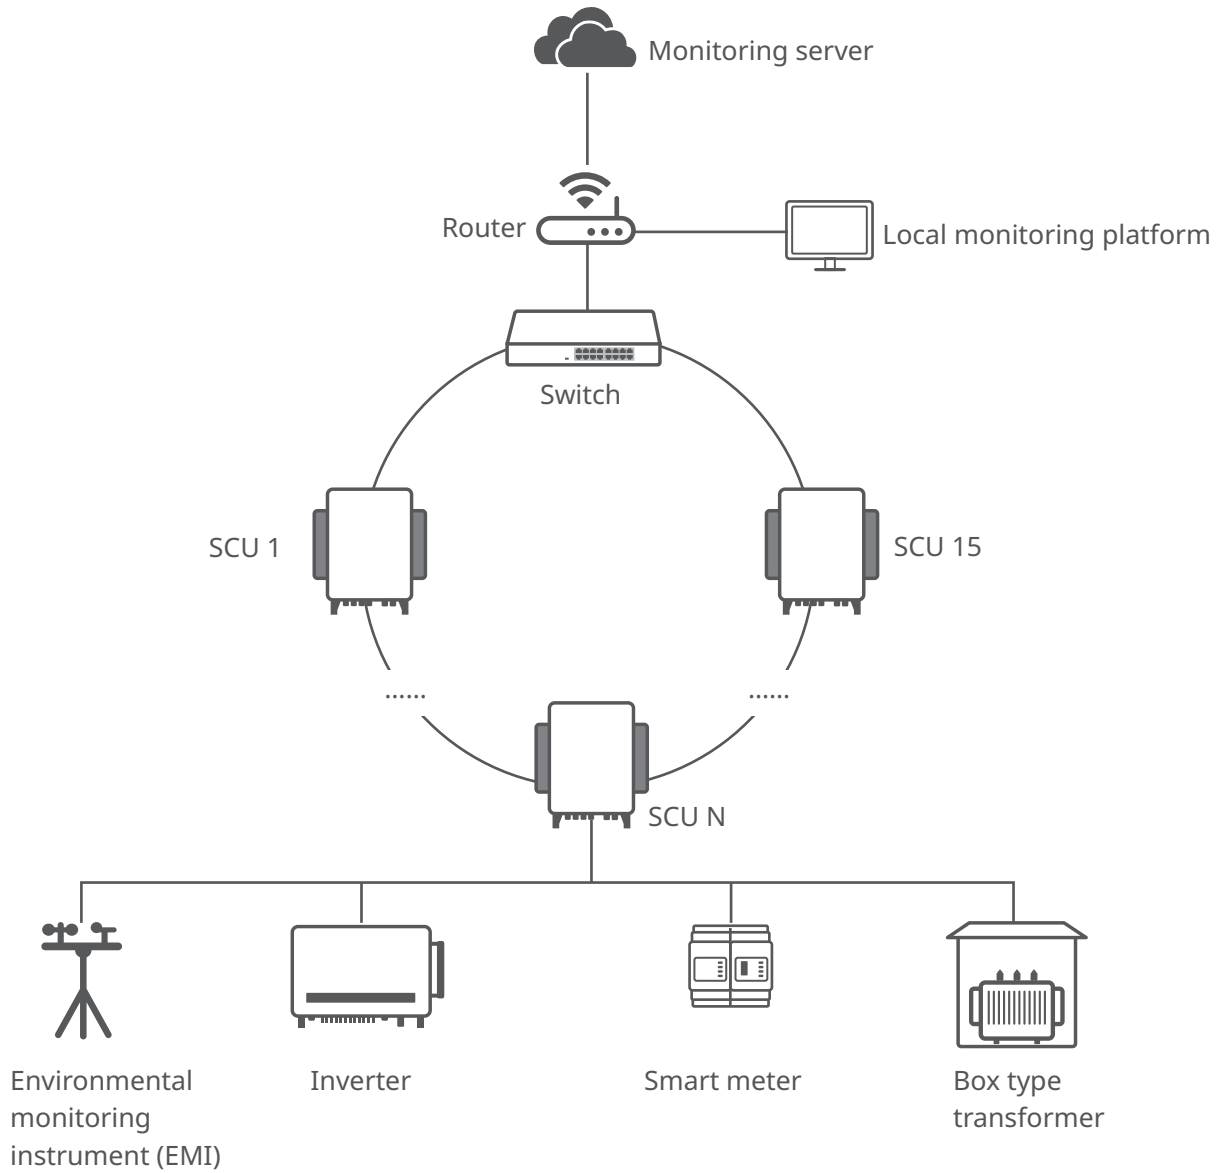 Monitoring server
Router
Local monitoring platform
Switch
SCU 1
SCU 15
......
......
SCU N
Environmental
monitoring
instrument (EMI)
Inverter
Smart meter
Box type
transformer